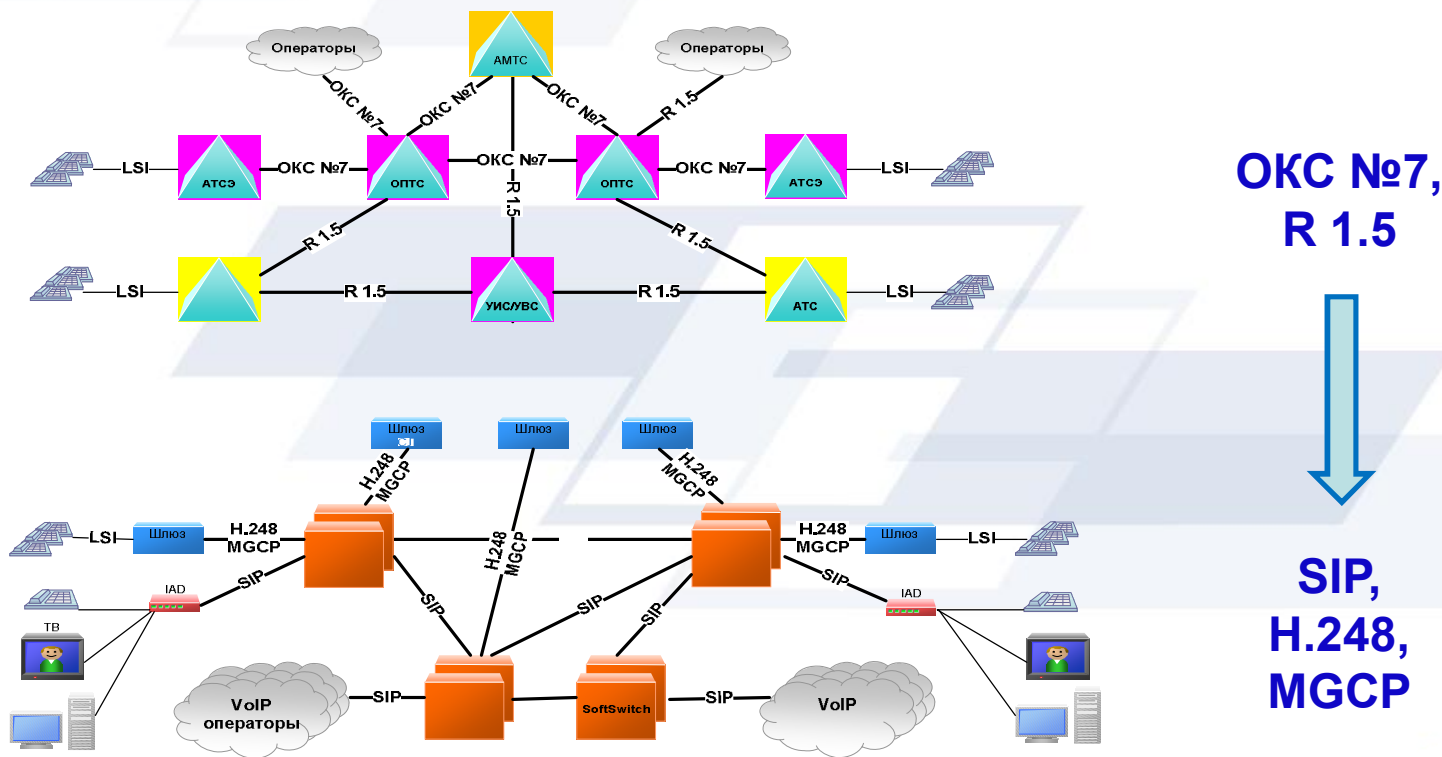 Операторы
АМТС
Операторы
ОКС №7
ОКС №7
ОКС №7
R 1.5
LSI
АТСЭ
ОКС №7
ОПТС
ОКС №7
ОПТС
ОКС №7
АТСЭ
LSI
R 1.5
R 1.5
R 1.5
LSI
R 1.5
УИС/УВС
R 1.5
АТС
LSI
ОКС №7,
R 1.5
Шлюз
Шлюз
Шлюз
H.248
MGCP
H.248
MGCP
H.248
MGCP
LSI
Шлюз
H.248
MGCP
H.248
MGCP
Шлюз
LSI
IAD
SIP
SIP
SIP
SIP
SIP
IAD
ТВ
VoIP
операторы
SIP
SoftSwitch
SIP
VoIP
SIP,
H.248,
MGCP